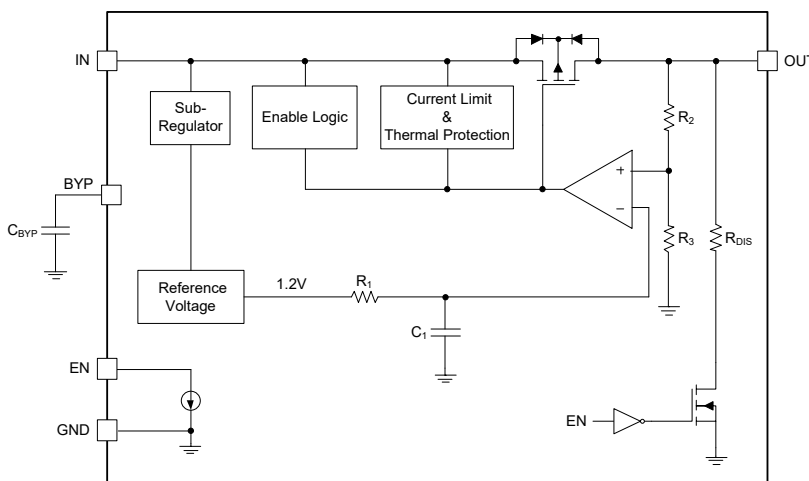 IN
OUT
Sub-
Regulator
Enable Logic
Current Limit
&
Thermal Protection
R2
+
−
BYP
CBYP
R3
RDIS
Reference
Voltage
1.2V
R1
C1
EN
GND
EN